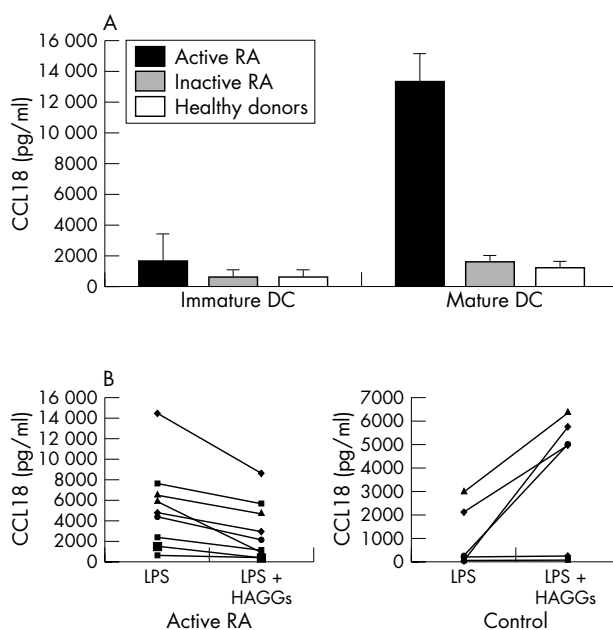 A
16 000
14 000
12 000
10 000
8000
6000
4000
2000
0
CCL18 (pg/ml)
Active RA
Inactive RA
Healthy donors
Immature DC
Mature DC
B
16 000
14 000
12 000
10 000
8000
6000
4000
2000
0
CCL18 (pg/ml)
LPS
LPS +
HAGGs
Active RA
7000
6000
5000
4000
3000
2000
1000
0
CCL18 (pg/ml)
LPS
LPS +
HAGGs
Control